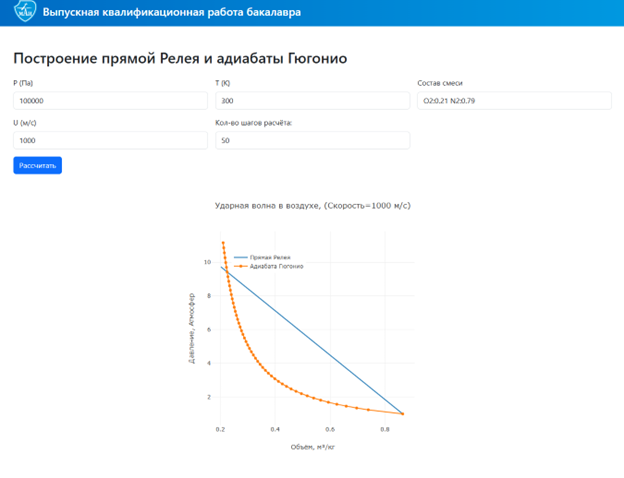 МАИ
Выпускная квалификационная работа бакалавра
Построение прямой Релея и адиабаты Гюгонио
P (Па)
T (K)
Состав смеси
100000
300
O2:0.21 N2:0.79
U (м/с)
Кол-во шагов расчёта:
1000
50
Рассчитать
Ударная волна в воздухе, (Скорость=1000 м/с)
Прямая Релея
Адиабата Гюгонио
10
8
6
4
2
Давление, Атмосфер
0.2
0.4
0.6
0.8
Объём, м³/кг